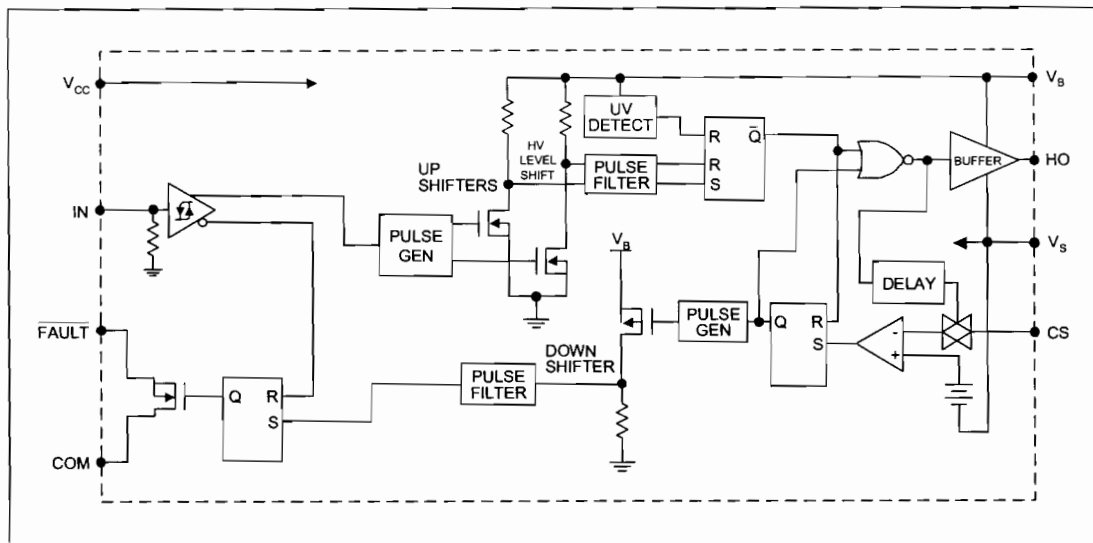 V_CC
V_B
UV
DETECT
R
Q̅
HV
LEVEL
SHIFT
R
PULSE
FILTER
S
BUFFER
HO
UP
SHIFTERS
IN
PULSE
GEN
V_B
V_S
DELAY
FAULT̅
PULSE
GEN
Q
R
S
-
+
CS
DOWN
SHIFTER
PULSE
FILTER
Q
R
S
COM